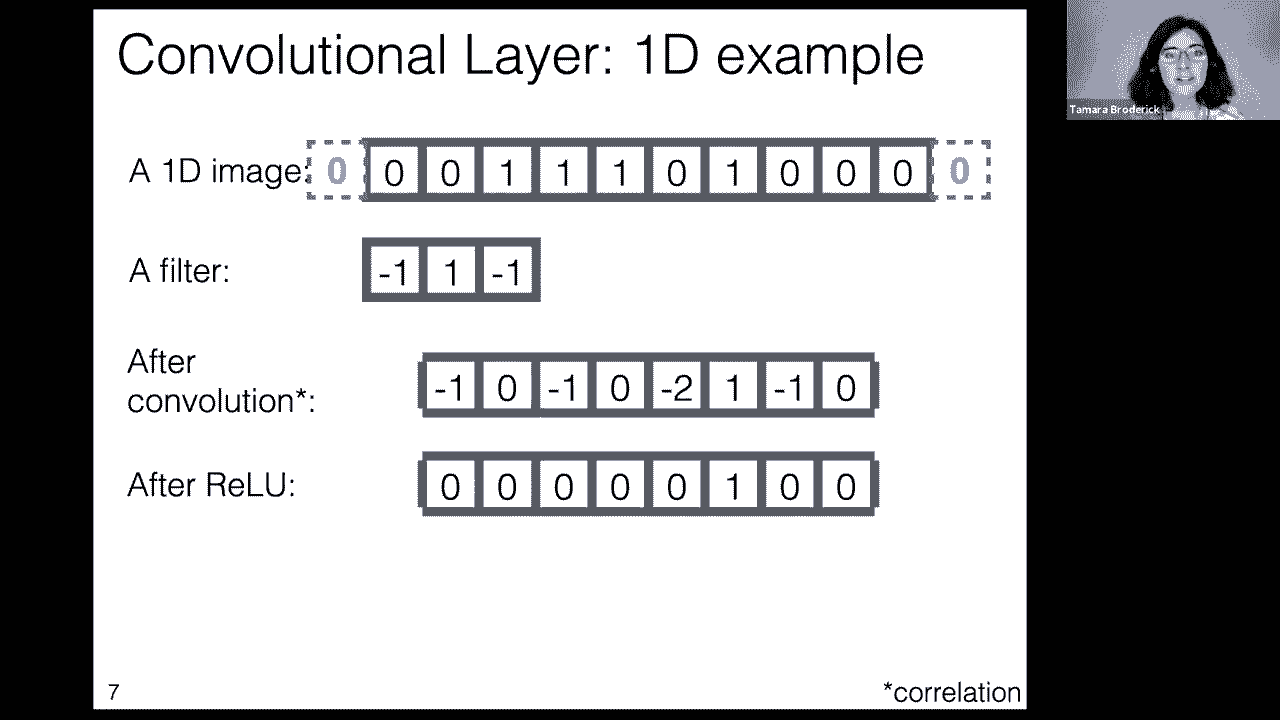 Convolutional Layer: 1D example
Tamara Broderick
A 1D image: 0 0 0 1 1 1 0 1 0 0 0 0
A filter: -1 1 -1
After
convolution*: -1 0 -1 0 -2 1 -1 0
After ReLU: 0 0 0 0 0 1 0 0
7 *correlation